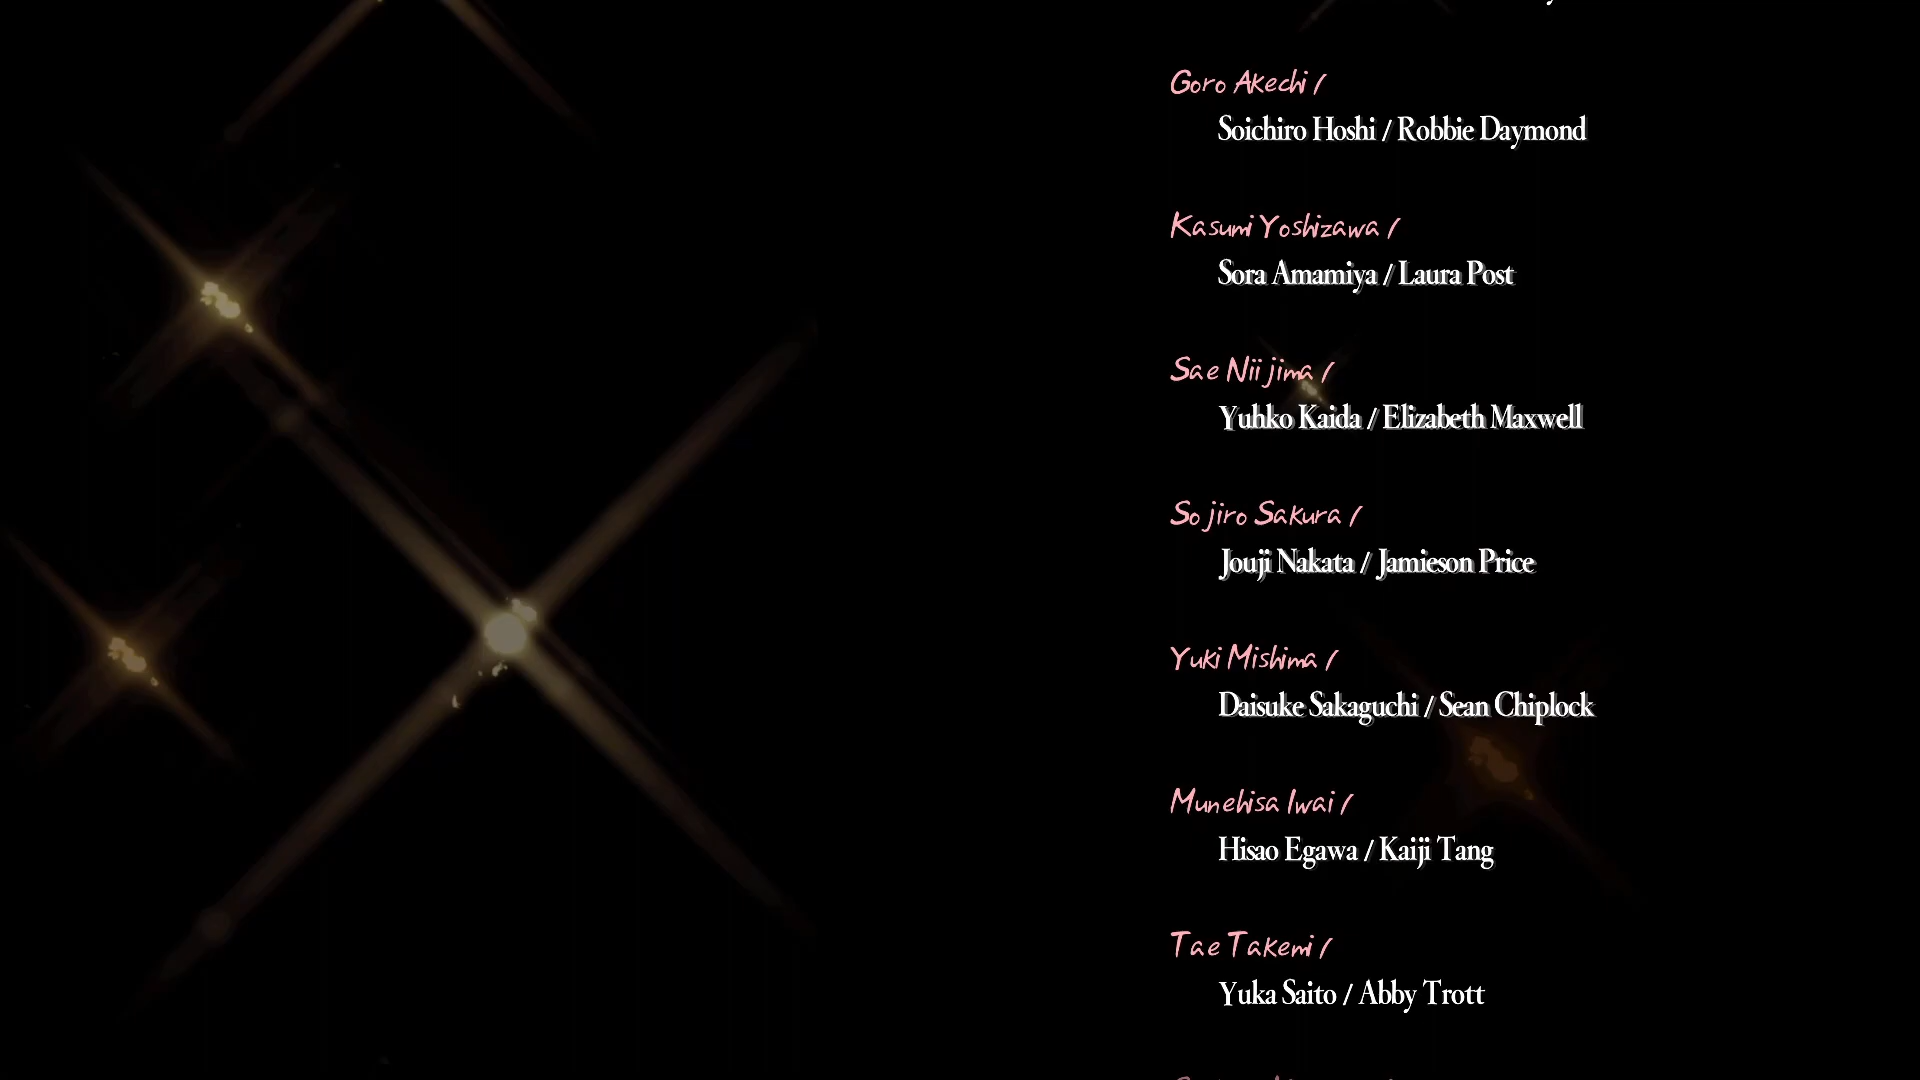 Goro Akechi /
Soichiro Hoshi / Robbie Daymond
Kasumi Yoshizawa /
Sora Amamiya / Laura Post
Sae Niijima /
Yuhko Kaida / Elizabeth Maxwell
Sojiro Sakura /
Jouji Nakata / Jamieson Price
Yuki Mishima /
Daisuke Sakaguchi / Sean Chiplock
Munehisa Iwai /
Hisao Egawa / Kaiji Tang
Tae Takemi /
Yuka Saito / Abby Trott